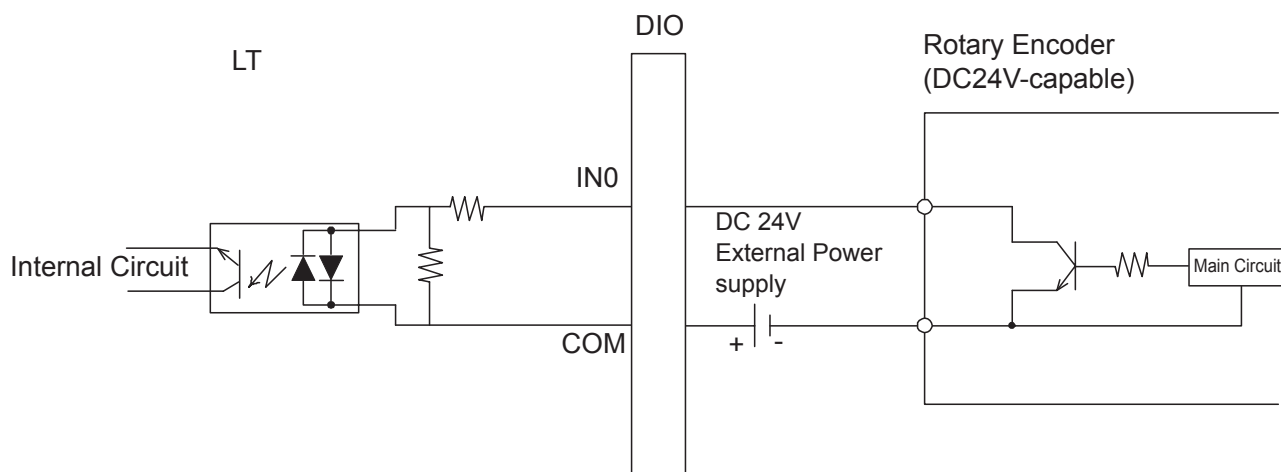 DIO
LT
Rotary Encoder
(DC24V-capable)
IN0
DC 24V
External Power
supply
Internal Circuit
Main Circuit
COM
+ -